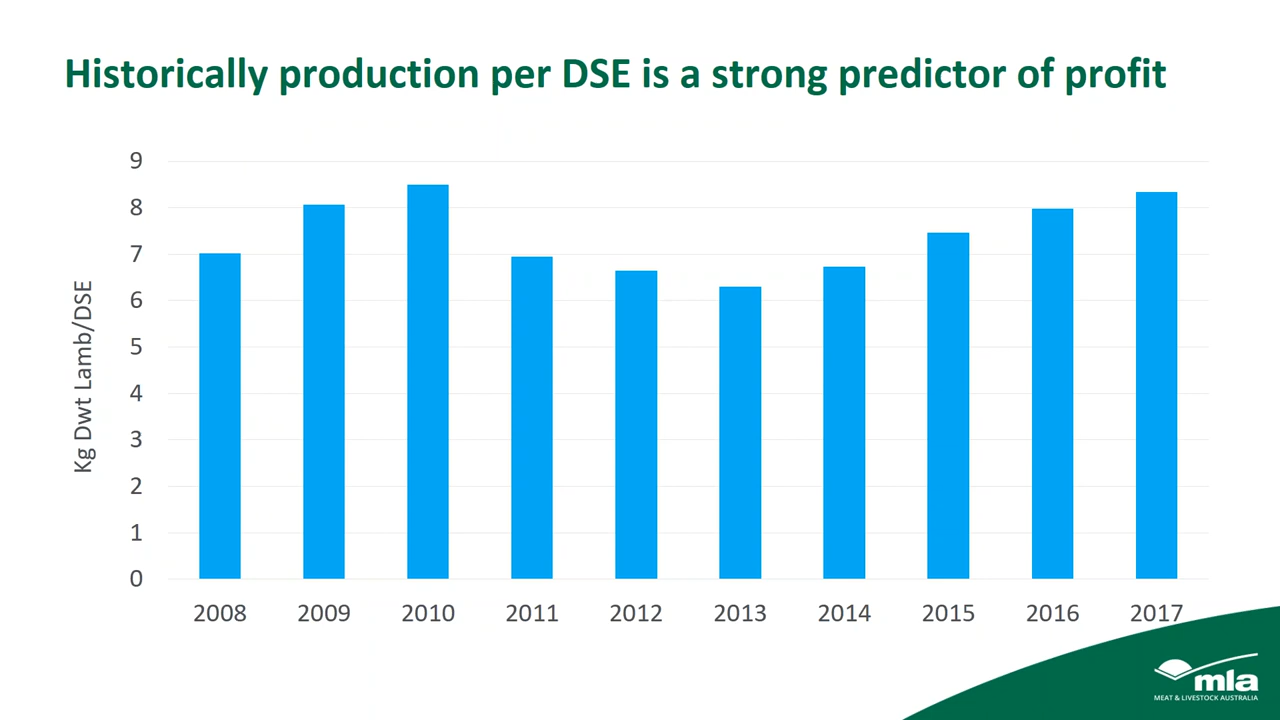 Historically production per DSE is a strong predictor of profit
Kg Dwt Lamb/DSE
9
8
7
6
5
4
3
2
1
0
2008 2009 2010 2011 2012 2013 2014 2015 2016 2017
mla
MEAT & LIVESTOCK AUSTRALIA